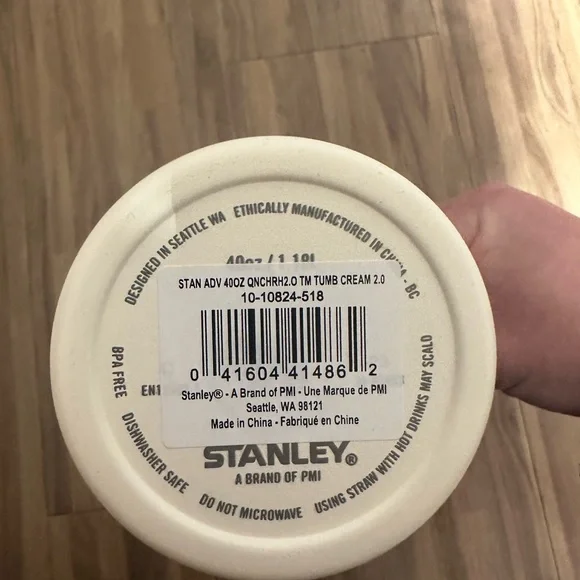 DESIGNED IN SEATTLE WA ETHICALLY MANUFACTURED IN CHINA - BC
40oz / 1.18L
STAN ADV 40OZ QNCHRH2.O TM TUMB CREAM 2.0
10-10824-518
0 41604 41486 2
Stanley® - A Brand of PMI - Une Marque de PMI
Seattle, WA 98121
Made in China - Fabriqué en Chine
STANLEY®
A BRAND OF PMI
BPA FREE DISHWASHER SAFE DO NOT MICROWAVE USING STRAW WITH HOT DRINKS MAY SCALD